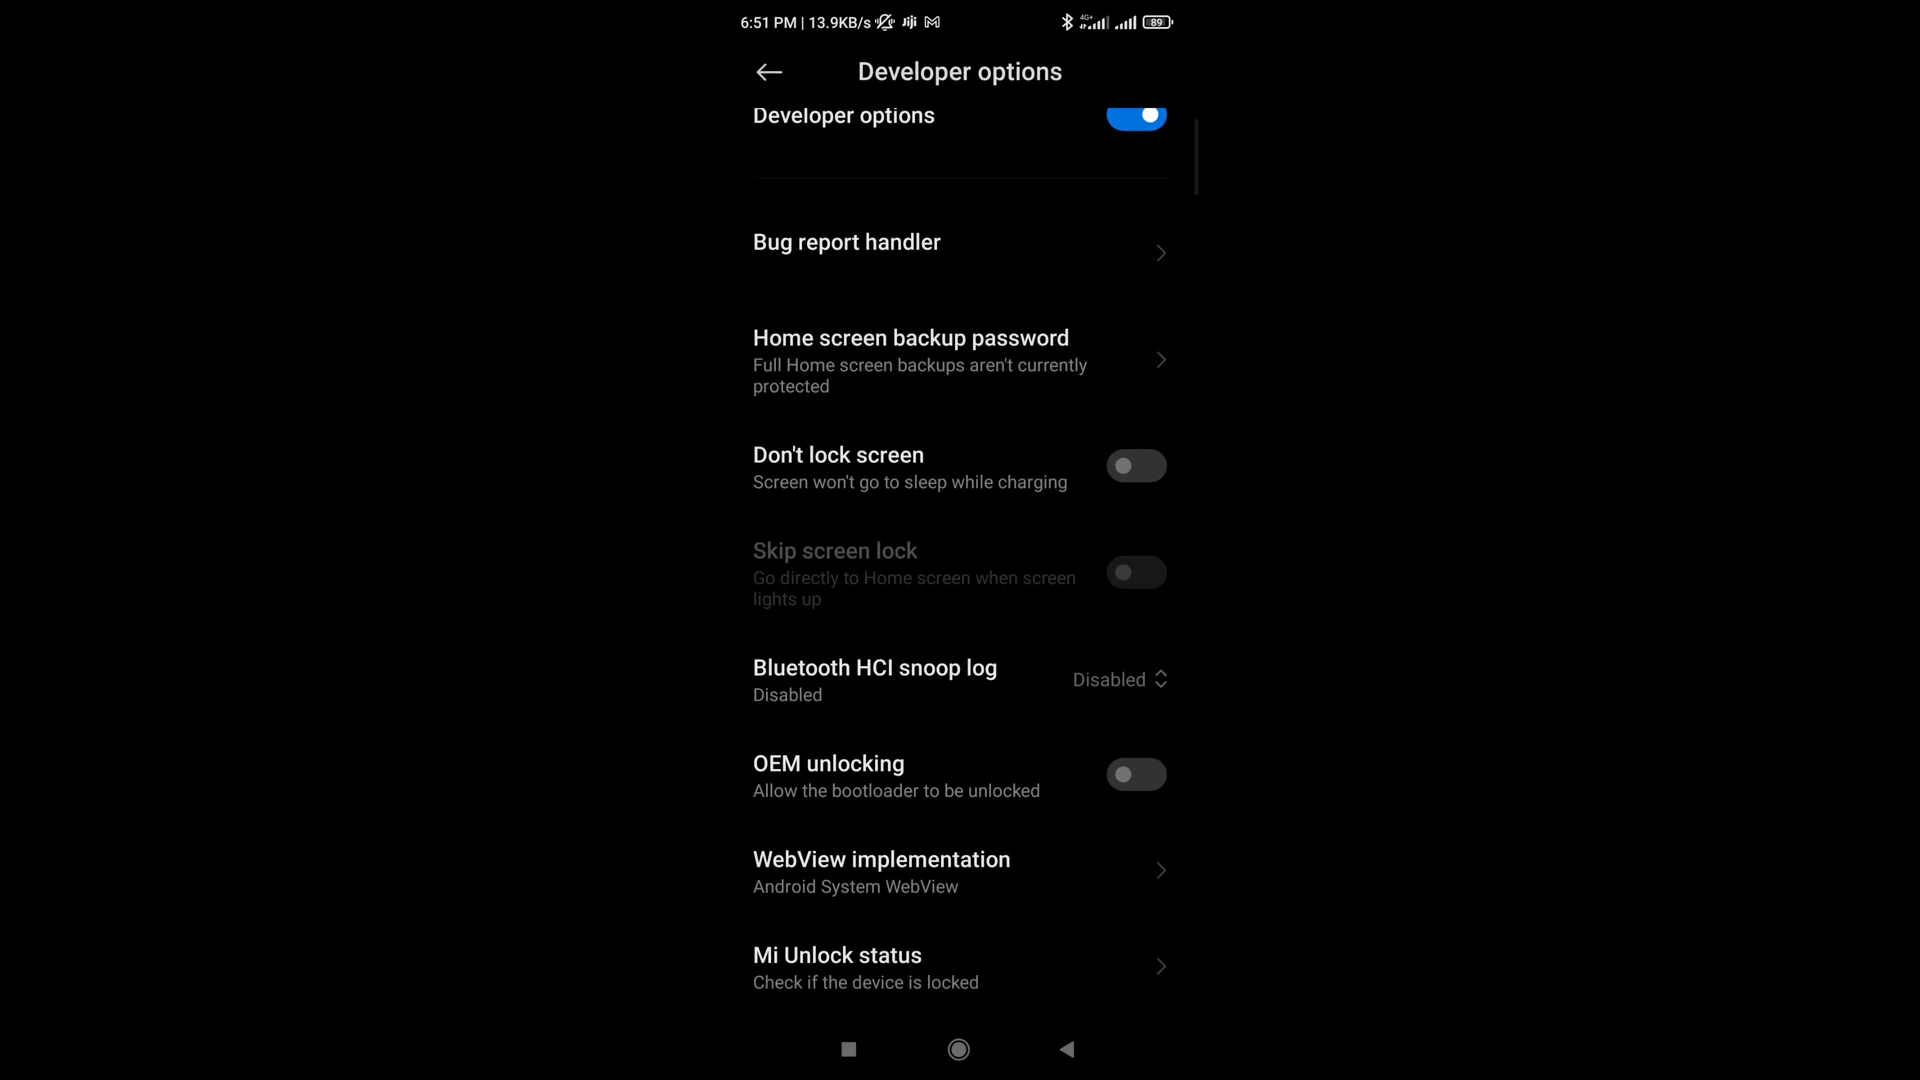 6:51 PM | 13.9KB/s Jiji 4G+ 89
Developer options
Developer options
Bug report handler
Home screen backup password
Full Home screen backups aren't currently
protected
Don't lock screen
Screen won't go to sleep while charging
Skip screen lock
Go directly to Home screen when screen
lights up
Bluetooth HCI snoop log
Disabled
Disabled
OEM unlocking
Allow the bootloader to be unlocked
WebView implementation
Android System WebView
Mi Unlock status
Check if the device is locked